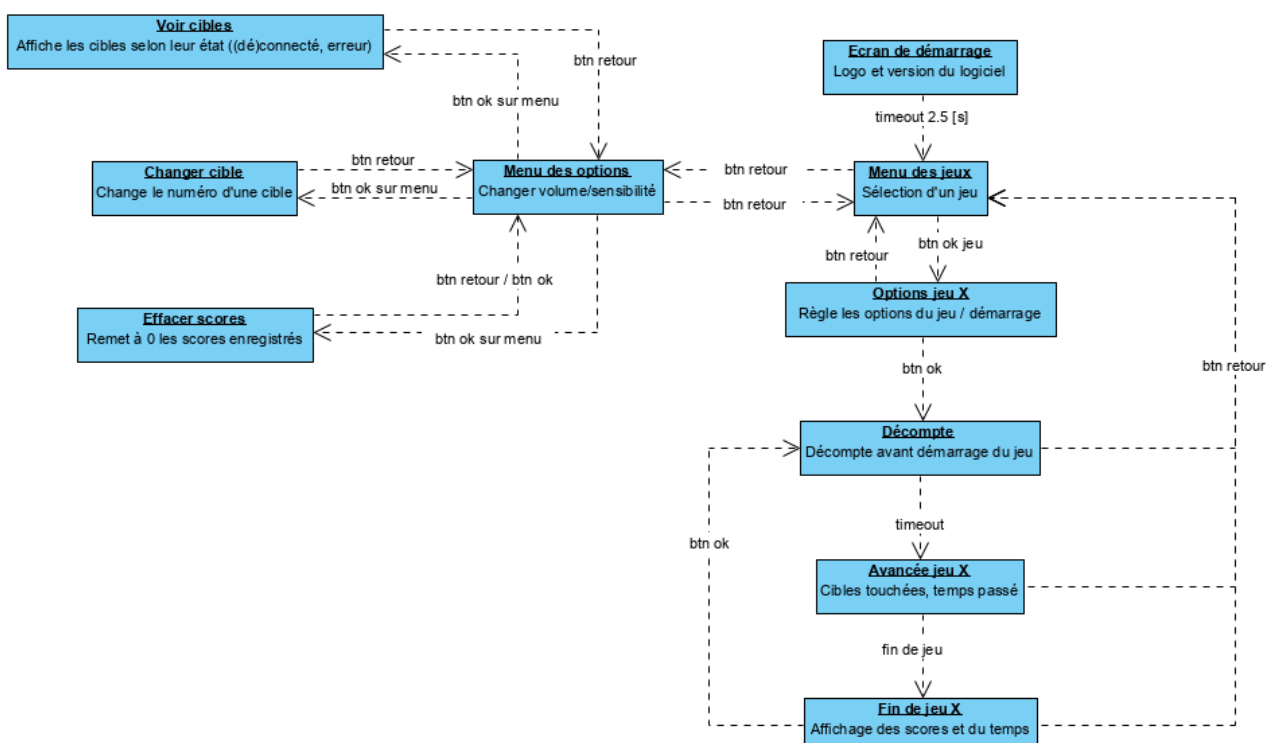 Voir cibles
Affiche les cibles selon leur état ((dé)connecté, erreur)
btn retour
btn ok sur menu
Ecran de démarrage
Logo et version du logiciel
timeout 2.5 [s]
Changer cible
Change le numéro d'une cible
btn retour
btn ok sur menu
Menu des options
Changer volume/sensibilité
btn retour
btn retour
Menu des jeux
Sélection d'un jeu
btn retour
btn ok jeu
btn retour / btn ok
Effacer scores
Remet à 0 les scores enregistrés
btn ok sur menu
Options jeu X
Règle les options du jeu / démarrage
btn ok
btn retour
Décompte
Décompte avant démarrage du jeu
timeout
btn ok
Avancée jeu X
Cibles touchées, temps passé
fin de jeu
Fin de jeu X
Affichage des scores et du temps